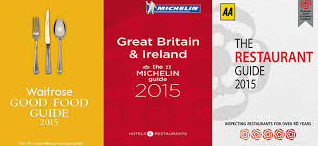 Waitrose
GOOD FOOD
GUIDE
2015
MICHELIN
Great Britain
& Ireland
the
MICHELIN
guide
2015
HOTELS & RESTAURANTS
AA
THE
RESTAURANT
GUIDE
2015
INSPECTING RESTAURANTS FOR OVER 40 YEARS